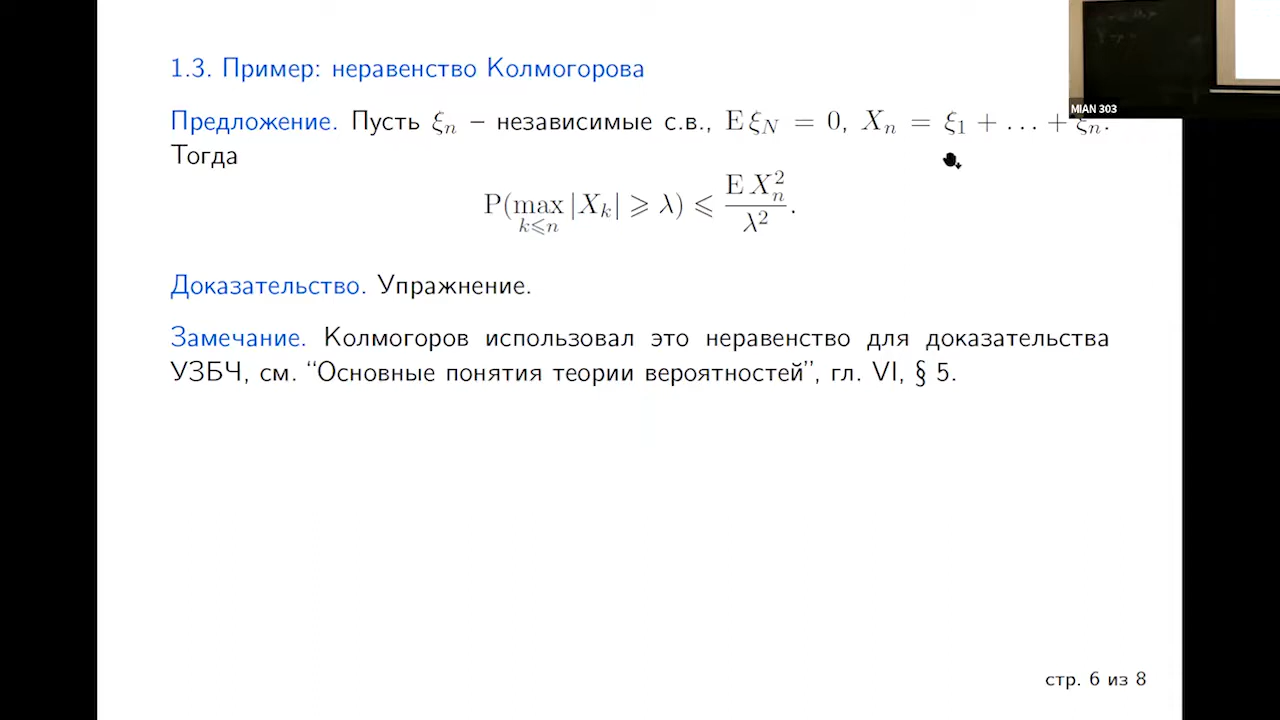 1.3. Пример: неравенство Колмогорова
MIAN 303
Предложение. Пусть ξ_n – независимые с.в., E ξ_N = 0, X_n = ξ_1 + … + ξ_n.
Тогда
P(max_{k⩽n} |X_k| ⩾ λ) ⩽ E X_n^2 / λ^2.
Доказательство. Упражнение.
Замечание. Колмогоров использовал это неравенство для доказательства
УЗБЧ, см. “Основные понятия теории вероятностей”, гл. VI, § 5.
стр. 6 из 8